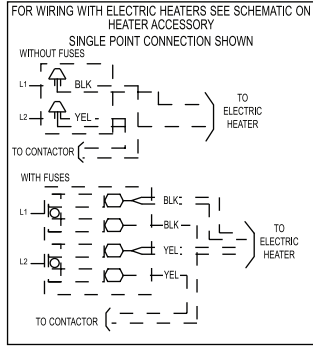 FOR WIRING WITH ELECTRIC HEATERS SEE SCHEMATIC ON
HEATER ACCESSORY
SINGLE POINT CONNECTION SHOWN
WITHOUT FUSES
L1
BLK
L2
YEL
TO
ELECTRIC
HEATER
TO CONTACTOR
WITH FUSES
BLK
L1
BLK
YEL
L2
YEL
TO
ELECTRIC
HEATER
TO CONTACTOR